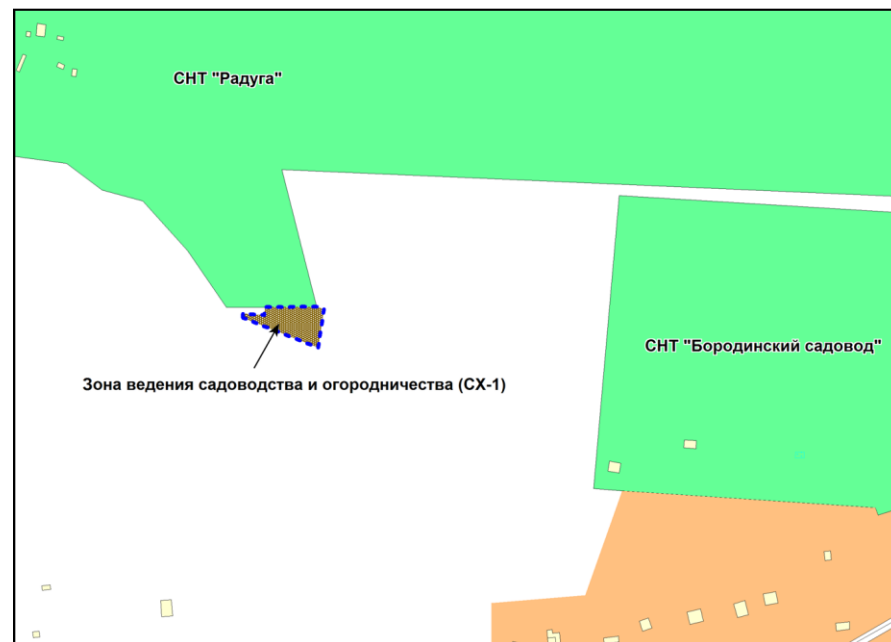 СНТ "Радуга"
СНТ "Бородинский садовод"
Зона ведения садоводства и огородничества (СХ-1)